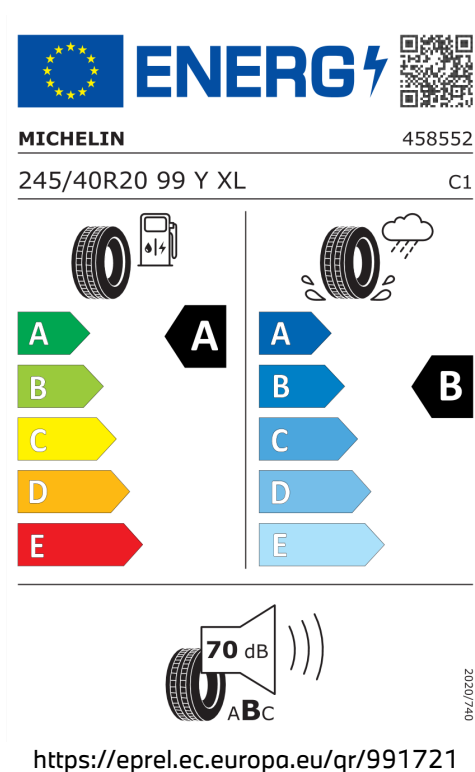 ENERG
MICHELIN 458552
245/40R20 99 Y XL C1
A A A
B B B
C C
D D
E E
70 dB
ABC
2020/740
https://eprel.ec.europa.eu/qr/991721